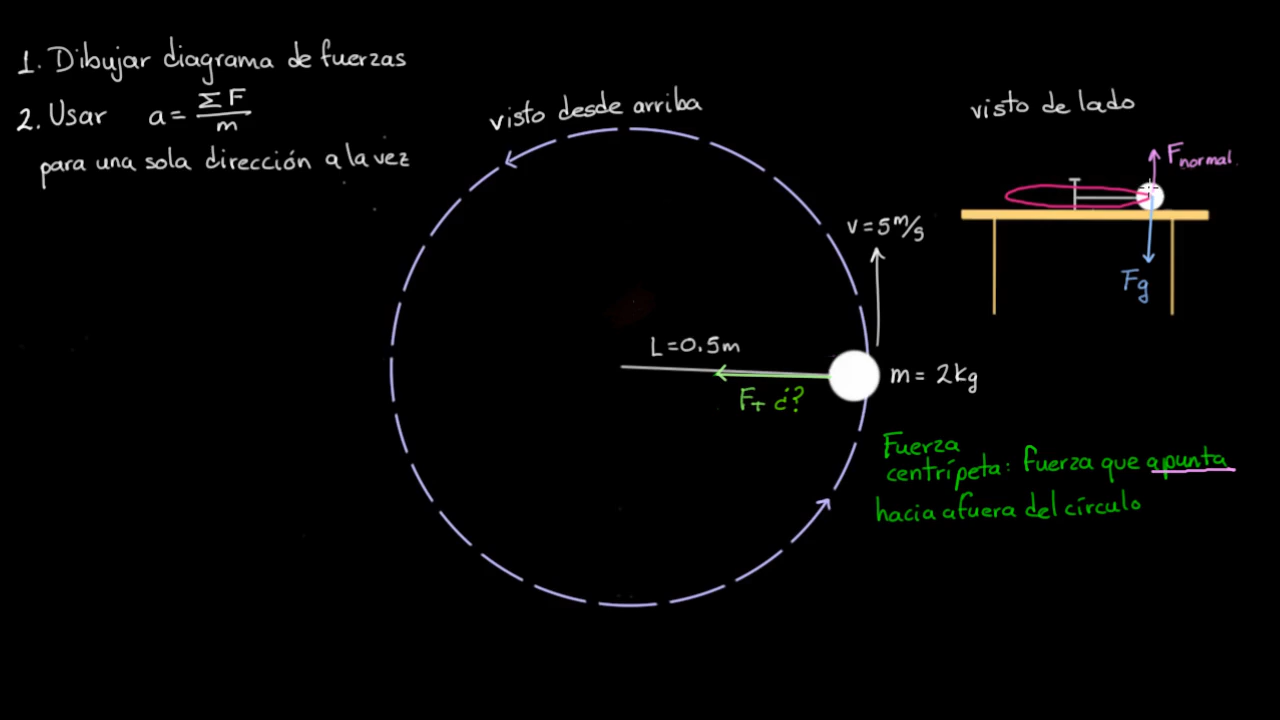 1. Dibujar diagrama de fuerzas
2. Usar a = ΣF/m
para una sola dirección a la vez
visto desde arriba
visto de lado
Fnormal
Fg
v = 5 m/s
L = 0.5m
m = 2kg
FT ¿?
Fuerza
centrípeta: Fuerza que apunta
hacia afuera del círculo